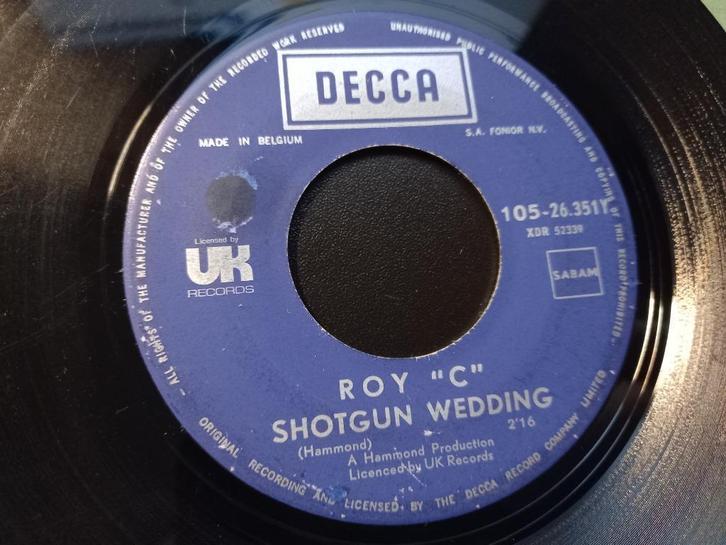 - ALL RIGHTS OF THE MANUFACTURER AND OF THE OWNER OF THE RECORDED WORK RESERVED
UNAUTHORISED PUBLIC PERFORMANCE BROADCASTING AND COPYING OF THIS RECORD PROHIBITED.
DECCA
MADE IN BELGIUM
S.A. FONIOR N.V.
105-26.351Y
XDR 52339
Licensed by
UK
RECORDS
SABAM
ROY "C"
SHOTGUN WEDDING
2'16
(Hammond)
A Hammond Production
Licenced by UK Records
ORIGINAL RECORDING AND LICENSED BY THE DECCA RECORD COMPANY LIMITED